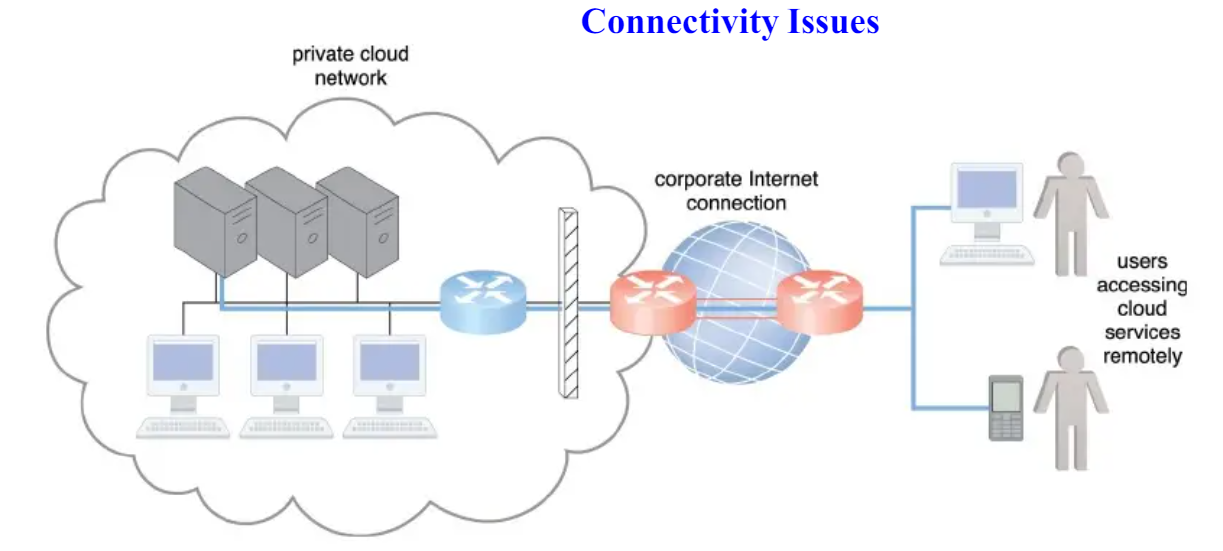 Connectivity Issues
private cloud
network
corporate Internet
connection
users
accessing
cloud
services
remotely